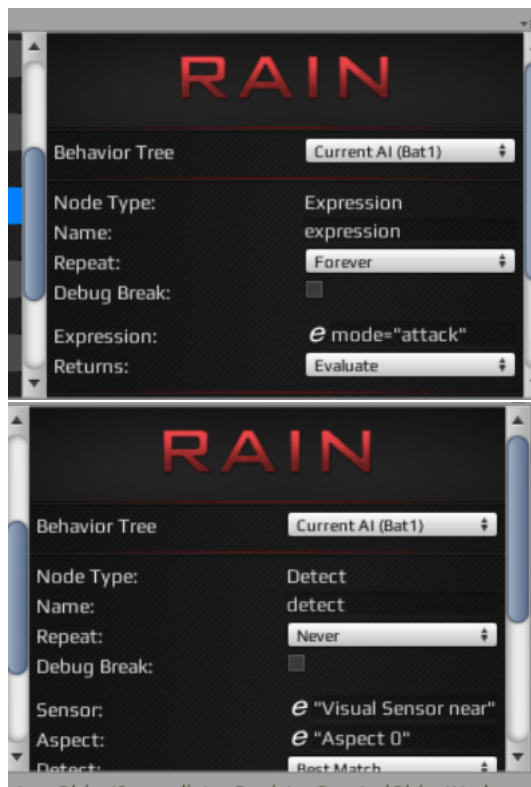 RAIN
Behavior Tree Current AI (Bat1)
Node Type: Expression
Name: expression
Repeat: Forever
Debug Break:
Expression: e mode="attack"
Returns: Evaluate
RAIN
Behavior Tree Current AI (Bat1)
Node Type: Detect
Name: detect
Repeat: Never
Debug Break:
Sensor: e "Visual Sensor near"
Aspect: e "Aspect 0"
Detect: Best Match